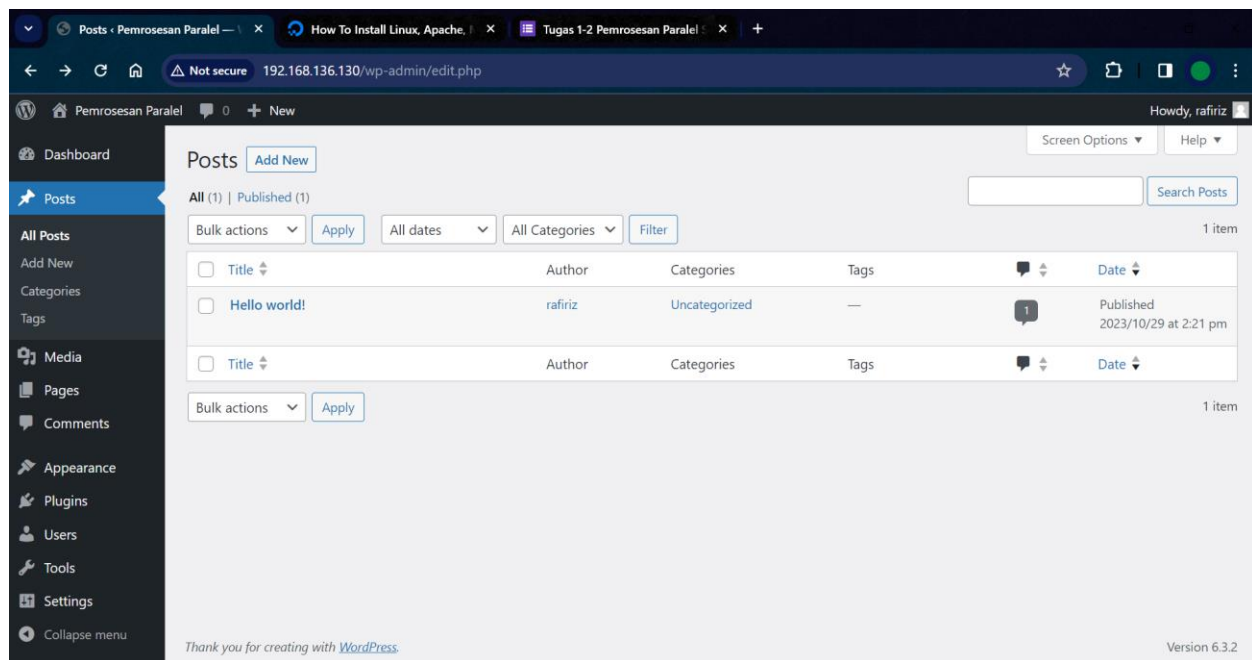 Posts ‹ Pemrosesan Paralel —
How To Install Linux, Apache,
Tugas 1-2 Pemrosesan Paralel
Not secure 192.168.136.130/wp-admin/edit.php
Pemrosesan Paralel 0 New
Howdy, rafiriz
Screen Options Help
Dashboard
Posts
All Posts
Add New
Categories
Tags
Media
Pages
Comments
Appearance
Plugins
Users
Tools
Settings
Collapse menu
Posts Add New
All (1) | Published (1)
Search Posts
Bulk actions Apply All dates All Categories Filter
1 item
Title Author Categories Tags Date
Hello world! rafiriz Uncategorized — 1 Published
2023/10/29 at 2:21 pm
Title Author Categories Tags Date
Bulk actions Apply
1 item
Thank you for creating with WordPress.
Version 6.3.2